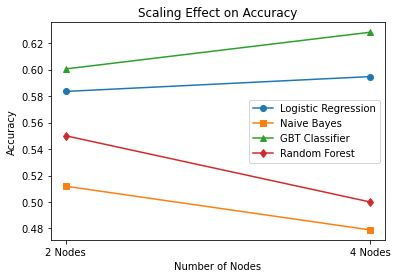 Scaling Effect on Accuracy
0.62
0.60
0.58
0.56
0.54
0.52
0.50
0.48
Accuracy
Logistic Regression
Naive Bayes
GBT Classifier
Random Forest
2 Nodes
4 Nodes
Number of Nodes